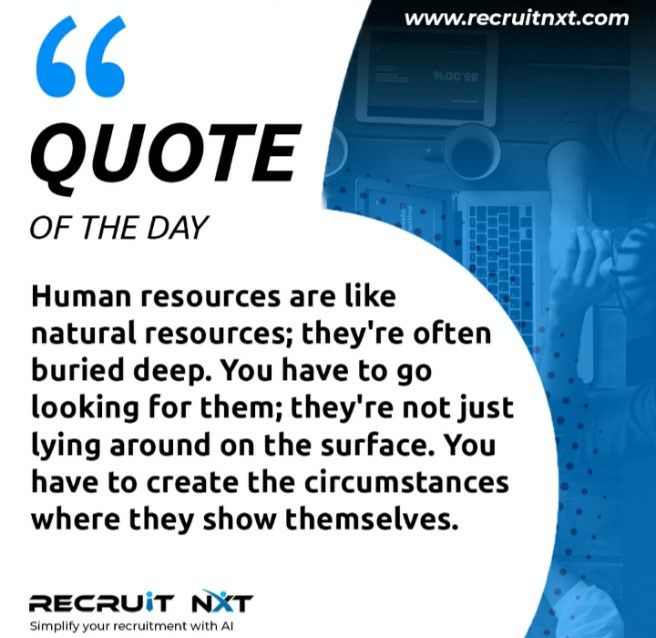 www.recruitnxt.com
85.00%
QUOTE
OF THE DAY
Human resources are like
natural resources; they're often
buried deep. You have to go
looking for them; they're not just
lying around on the surface. You
have to create the circumstances
where they show themselves.
RECRUiT NXT
Simplify your recruitment with AI